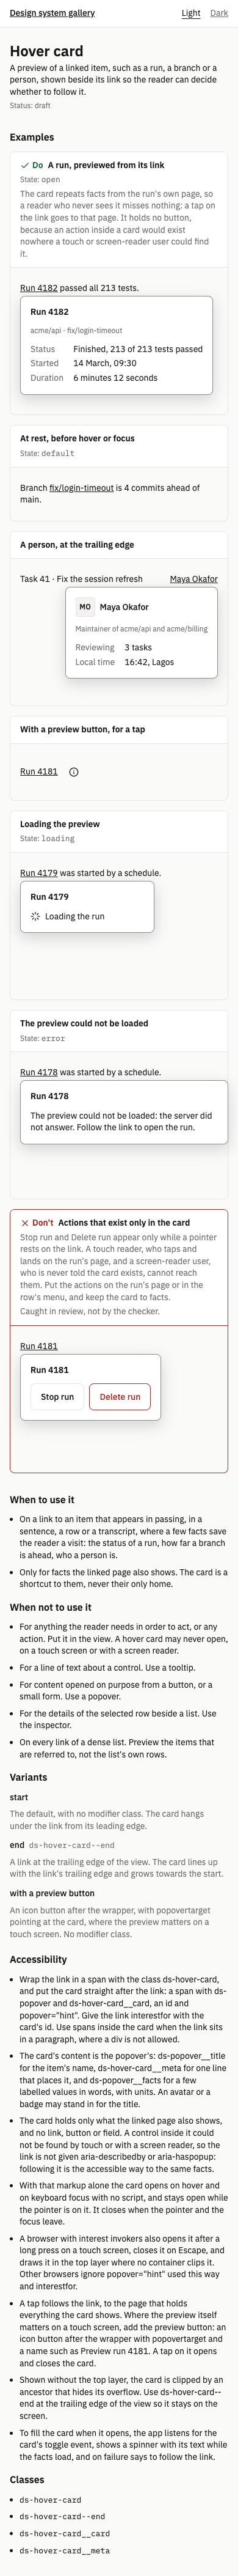 Design system gallery
Light Dark
Hover card
A preview of a linked item, such as a run, a branch or a
person, shown beside its link so the reader can decide
whether to follow it.
Status: draft
Examples
Do A run, previewed from its link
State: open
The card repeats facts from the run's own page, so
a reader who never sees it misses nothing: a tap on
the link goes to that page. It holds no button,
because an action inside a card would exist
nowhere a touch or screen-reader user could find
it.
Run 4182 passed all 213 tests.
Run 4182
acme/api · fix/login-timeout
Status Finished, 213 of 213 tests passed
Started 14 March, 09:30
Duration 6 minutes 12 seconds
At rest, before hover or focus
State: default
Branch fix/login-timeout is 4 commits ahead of
main.
A person, at the trailing edge
Task 41 · Fix the session refresh Maya Okafor
MO Maya Okafor
Maintainer of acme/api and acme/billing
Reviewing 3 tasks
Local time 16:42, Lagos
With a preview button, for a tap
Run 4181
Loading the preview
State: loading
Run 4179 was started by a schedule.
Run 4179
Loading the run
The preview could not be loaded
State: error
Run 4178 was started by a schedule.
Run 4178
The preview could not be loaded: the server did
not answer. Follow the link to open the run.
Don't Actions that exist only in the card
Stop run and Delete run appear only while a pointer
rests on the link. A touch reader, who taps and
lands on the run's page, and a screen-reader user,
who is never told the card exists, cannot reach
them. Put the actions on the run's page or in the
row's menu, and keep the card to facts.
Caught in review, not by the checker.
Run 4181
Run 4181
Stop run Delete run
When to use it
• On a link to an item that appears in passing, in a
sentence, a row or a transcript, where a few facts save
the reader a visit: the status of a run, how far a branch
is ahead, who a person is.
• Only for facts the linked page also shows. The card is a
shortcut to them, never their only home.
When not to use it
• For anything the reader needs in order to act, or any
action. Put it in the view. A hover card may never open,
on a touch screen or with a screen reader.
• For a line of text about a control. Use a tooltip.
• For content opened on purpose from a button, or a
small form. Use a popover.
• For the details of the selected row beside a list. Use
the inspector.
• On every link of a dense list. Preview the items that
are referred to, not the list's own rows.
Variants
start
The default, with no modifier class. The card hangs
under the link from its leading edge.
end ds-hover-card--end
A link at the trailing edge of the view. The card lines up
with the link's trailing edge and grows towards the start.
with a preview button
An icon button after the wrapper, with popovertarget
pointing at the card, where the preview matters on a
touch screen. No modifier class.
Accessibility
• Wrap the link in a span with the class ds-hover-card,
and put the card straight after the link: a span with ds-
popover and ds-hover-card__card, an id and
popover="hint". Give the link interestfor with the
card's id. Use spans inside the card when the link sits
in a paragraph, where a div is not allowed.
• The card's content is the popover's: ds-popover__title
for the item's name, ds-hover-card__meta for one line
that places it, and ds-popover__facts for a few
labelled values in words, with units. An avatar or a
badge may stand in for the title.
• The card holds only what the linked page also shows,
and no link, button or field. A control inside it could
not be found by touch or with a screen reader, so the
link is not given aria-describedby or aria-haspopup:
following it is the accessible way to the same facts.
• With that markup alone the card opens on hover and
on keyboard focus with no script, and stays open while
the pointer is on it. It closes when the pointer and the
focus leave.
• A browser with interest invokers also opens it after a
long press on a touch screen, closes it on Escape, and
draws it in the top layer where no container clips it.
Other browsers ignore popover="hint" used this way
and interestfor.
• A tap follows the link, to the page that holds
everything the card shows. Where the preview itself
matters on a touch screen, add the preview button: an
icon button after the wrapper with popovertarget and
a name such as Preview run 4181. A tap on it opens
and closes the card.
• Shown without the top layer, the card is clipped by an
ancestor that hides its overflow. Use ds-hover-card--
end at the trailing edge of the view so it stays on the
screen.
• To fill the card when it opens, the app listens for the
card's toggle event, shows a spinner with its text while
the facts load, and on failure says to follow the link.
Classes
• ds-hover-card
• ds-hover-card--end
• ds-hover-card__card
• ds-hover-card__meta